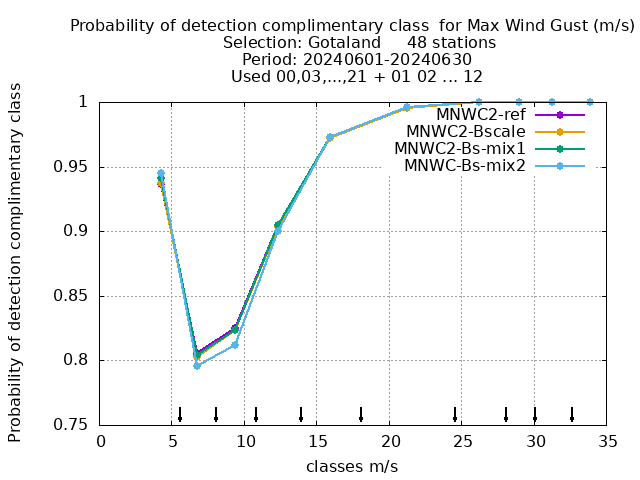 Probability of detection complimentary class  for Max Wind Gust (m/s)
Selection: Gotaland     48 stations
Period: 20240601-20240630
Used 00,03,...,21 + 01 02 ... 12
Probability of detection complimentary class
1
0.95
0.9
0.85
0.8
0.75
MNWC2-ref
MNWC2-Bscale
MNWC2-Bs-mix1
MNWC-Bs-mix2
0 5 10 15 20 25 30 35
classes m/s